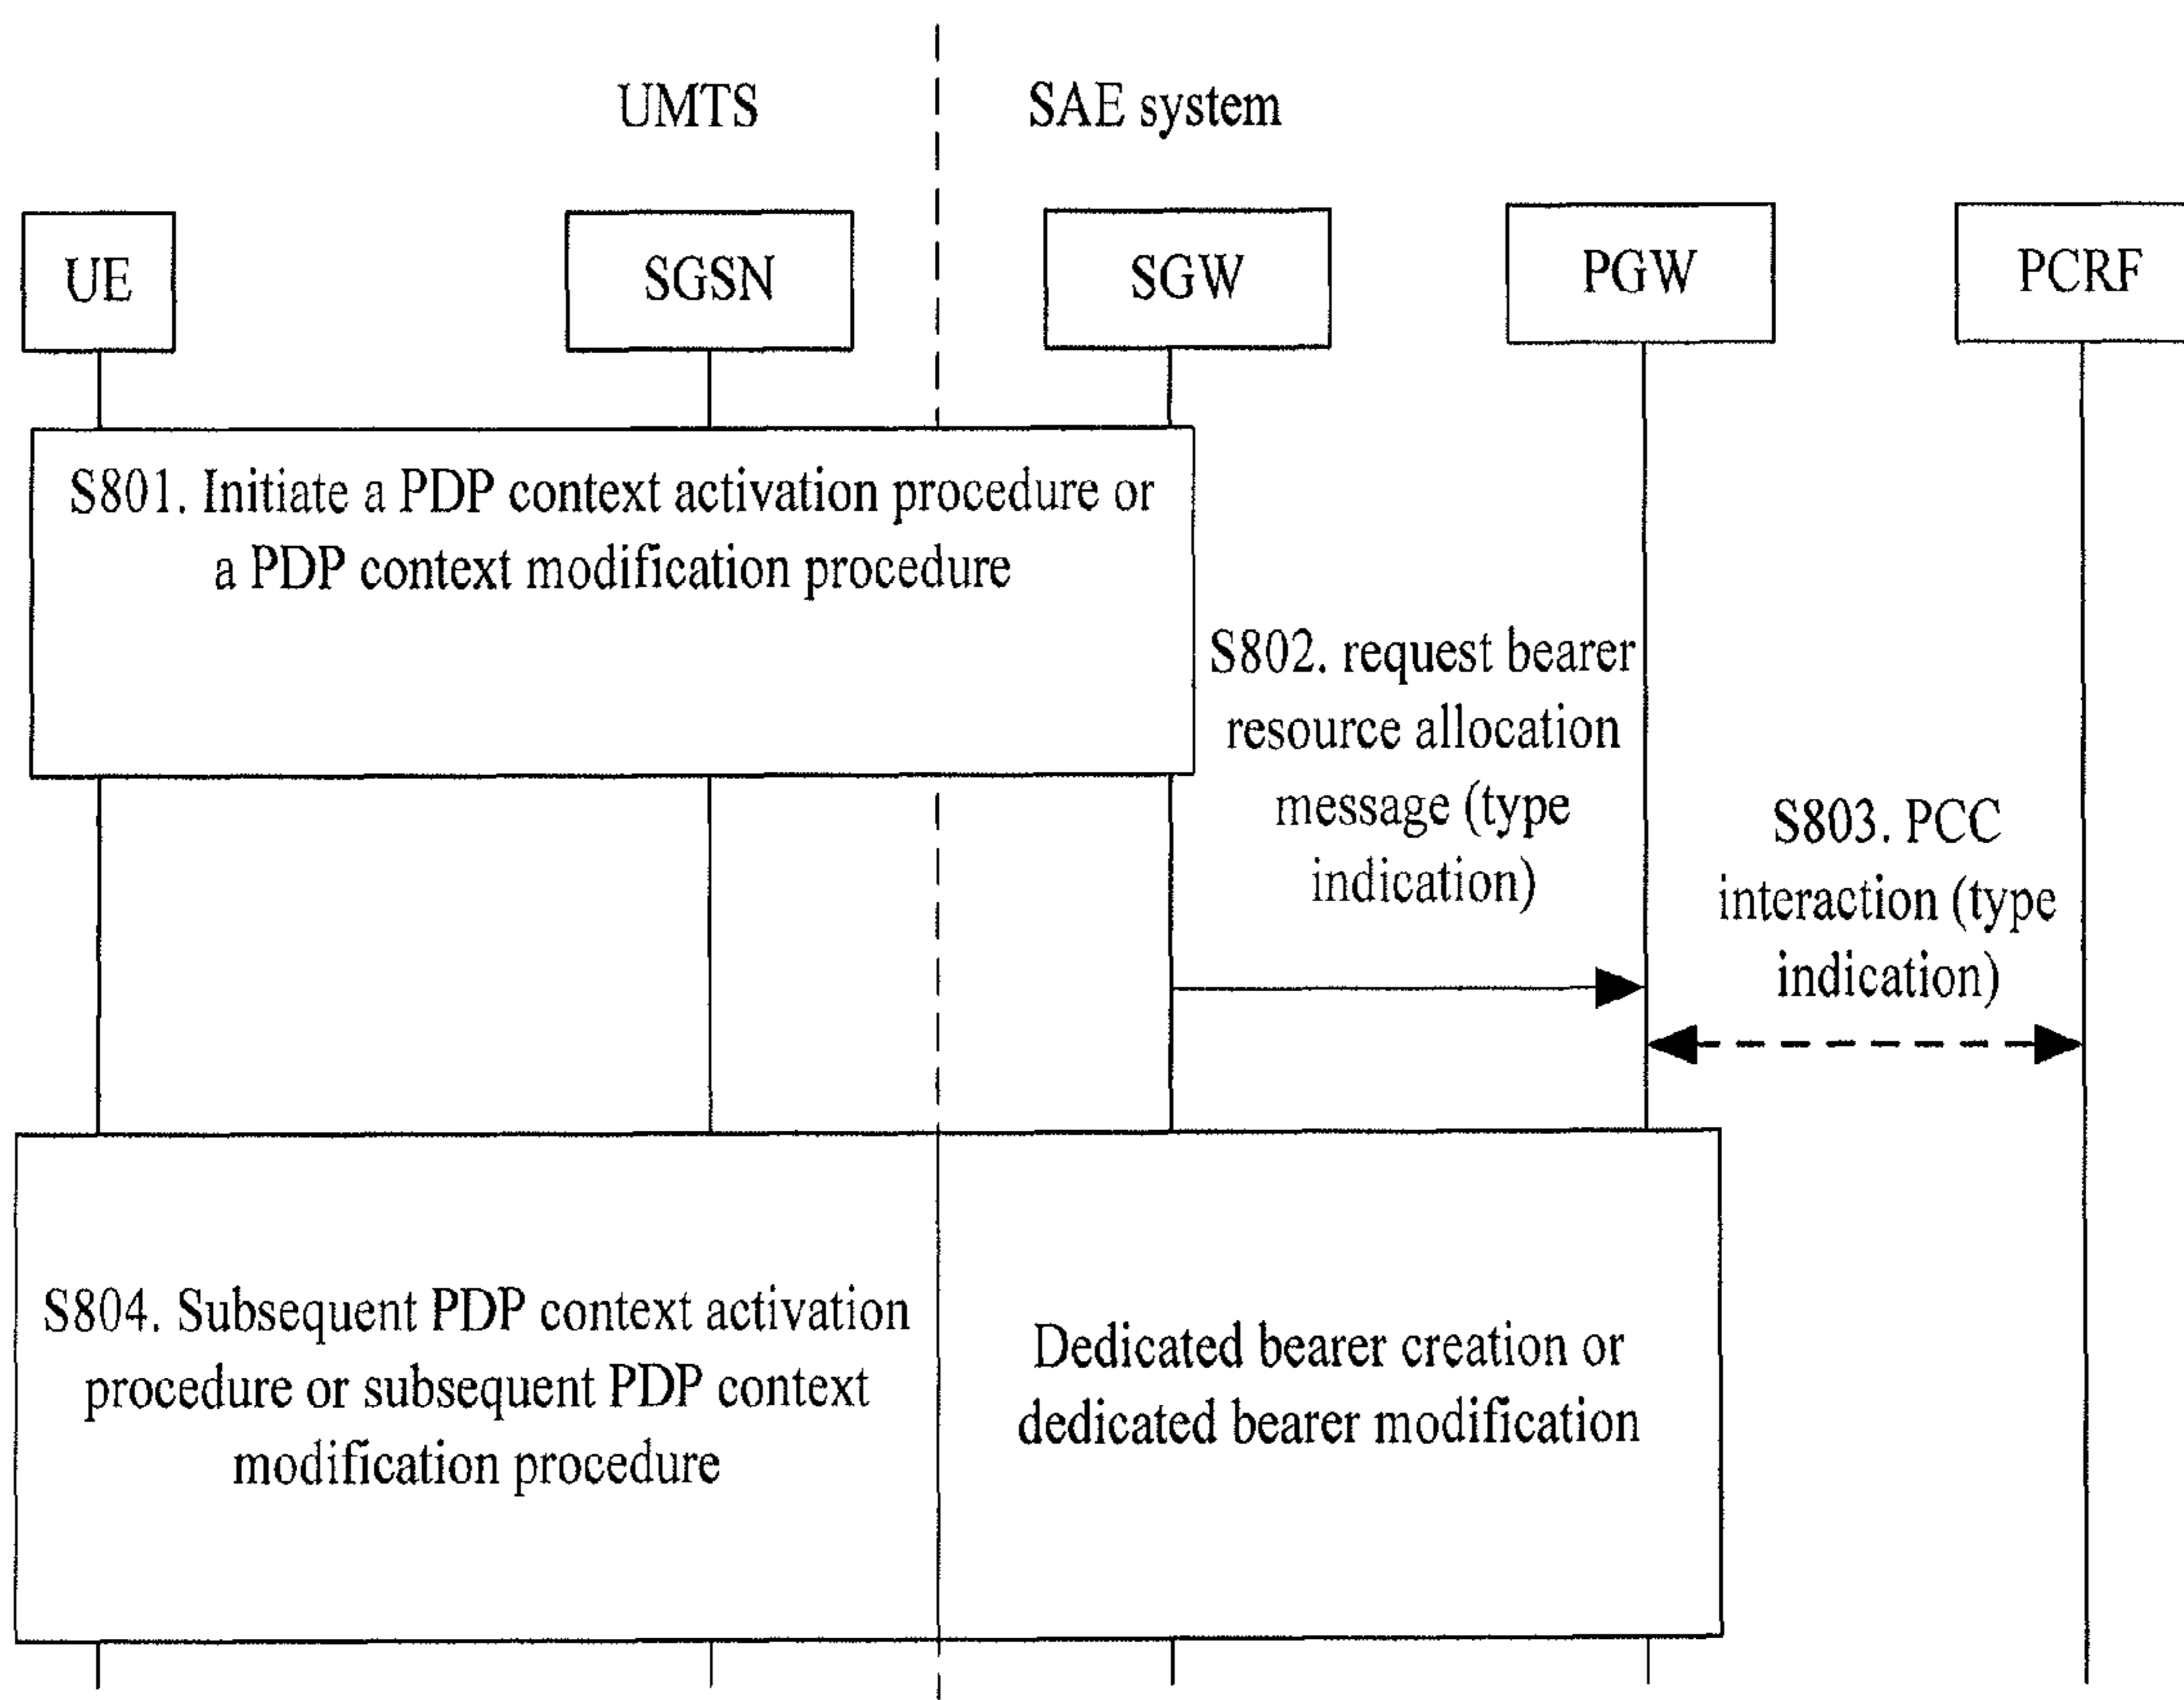 UMTS
SAE system
UE
SGSN
SGW
PGW
PCRF
S801. Initiate a PDP context activation procedure or
a PDP context modification procedure
S802. request bearer
resource allocation
message (type
indication)
S803. PCC
interaction (type
indication)
S804. Subsequent PDP context activation
procedure or subsequent PDP context
modification procedure
Dedicated bearer creation or
dedicated bearer modification